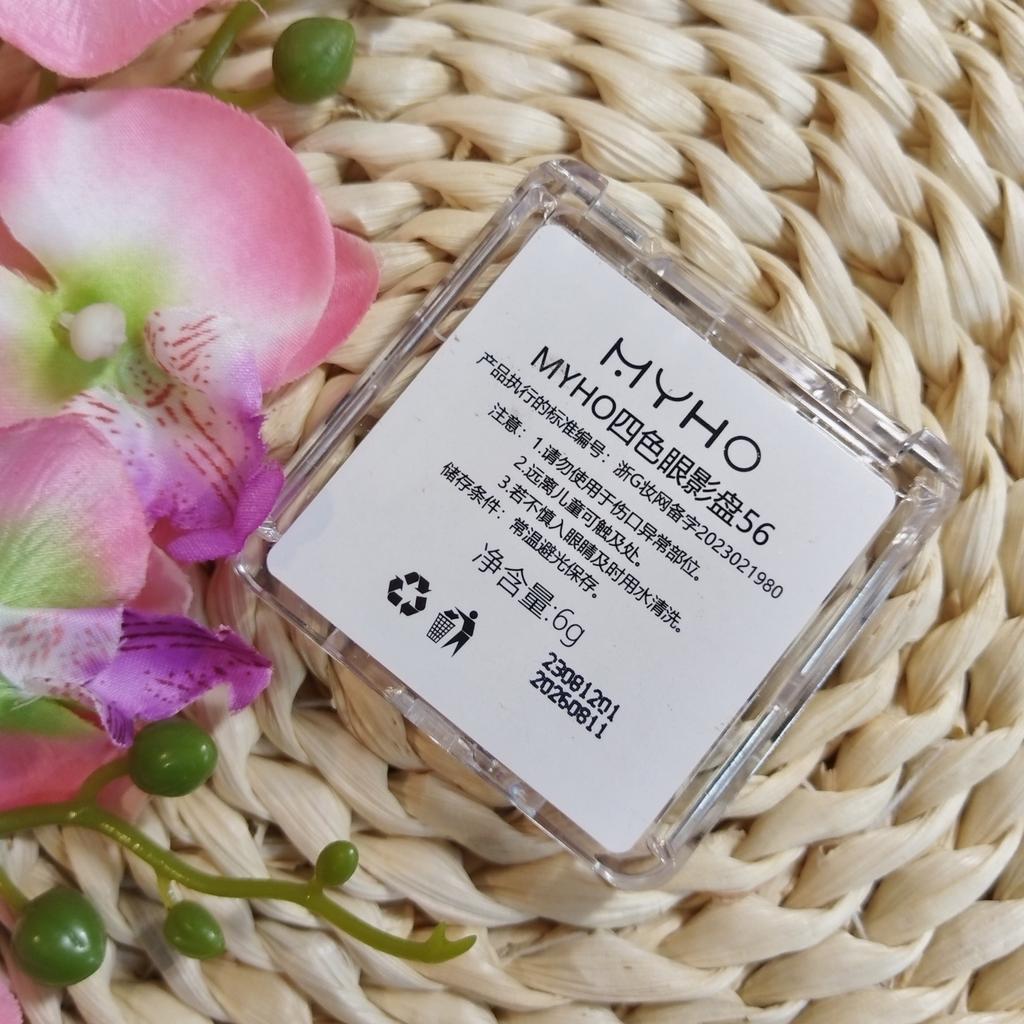 MYHO
MYHO四色眼影盘56
产品执行的标准编号：浙G妆网备字2023021980
注意：1.请勿使用于伤口异常部位。
2.远离儿童可触及处。
3.若不慎入眼睛及时用水清洗。
储存条件：常温避光保存。
净含量:6g
23081201
20260811